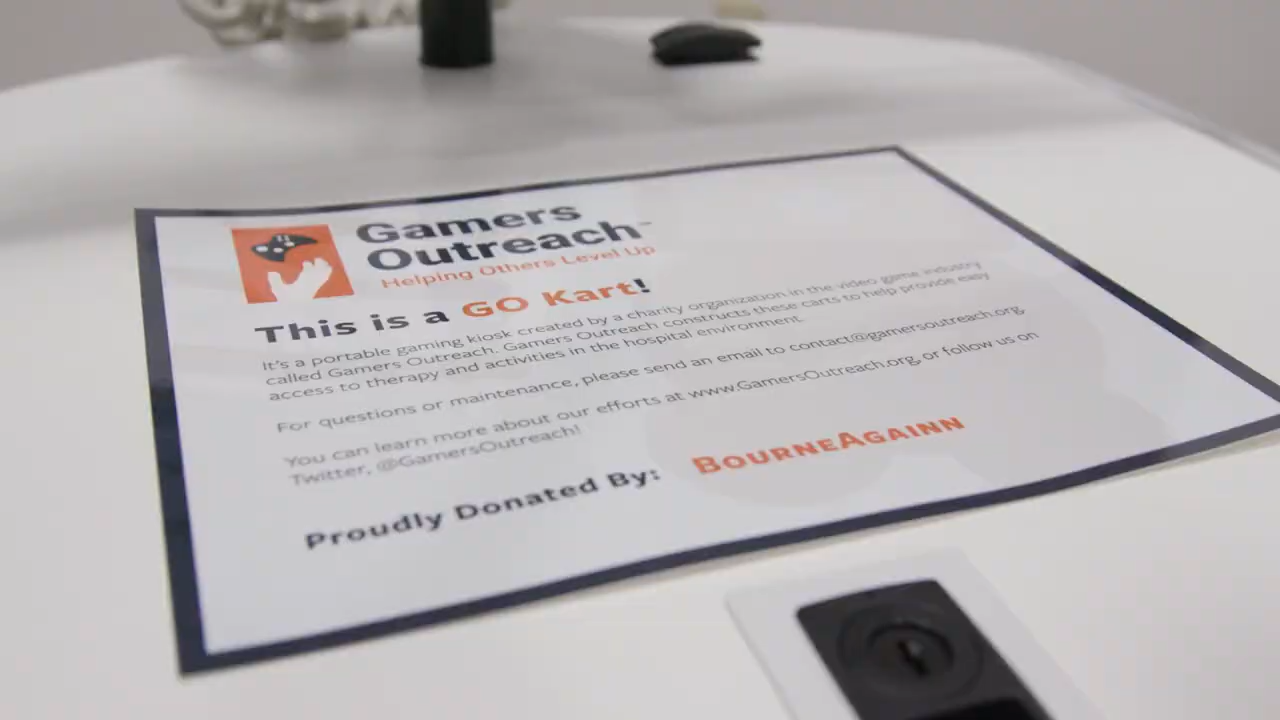 Gamers
Outreach™
Helping Others Level Up
This is a GO Kart!
It's a portable gaming kiosk created by a charity organization in the video game industry
called Gamers Outreach. Gamers Outreach constructs these carts to help provide easy
access to therapy and activities in the hospital environment.
For questions or maintenance, please send an email to contact@gamersoutreach.org.
You can learn more about our efforts at www.GamersOutreach.org, or follow us on
Twitter, @GamersOutreach!
Proudly Donated By: BourneAgainn